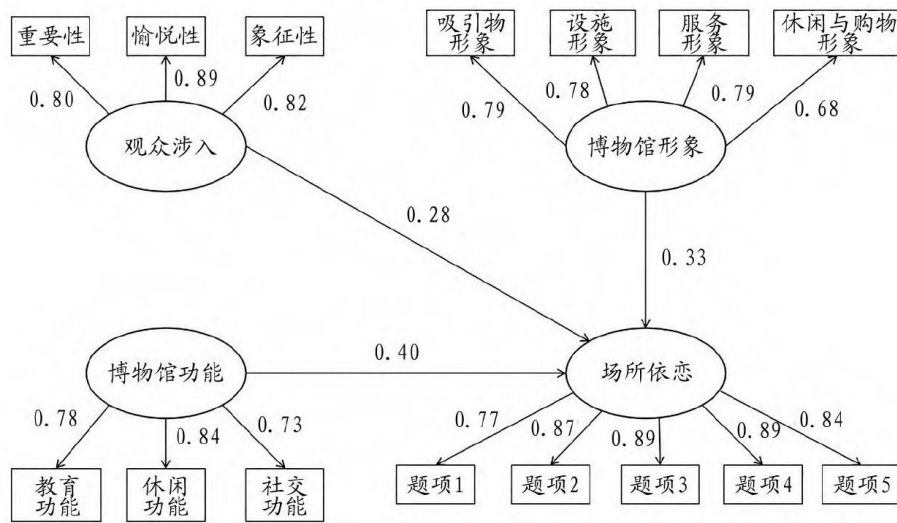 重要性
愉悦性
象征性
吸引物
形象
设施
形象
服务
形象
休闲与购物
形象
0.80
0.89
0.82
0.79
0.78
0.79
0.68
观众涉入
博物馆形象
0.28
0.33
博物馆功能
0.40
场所依恋
0.78
0.84
0.73
0.77
0.87
0.89
0.89
0.84
教育
功能
休闲
功能
社交
功能
题项1
题项2
题项3
题项4
题项5